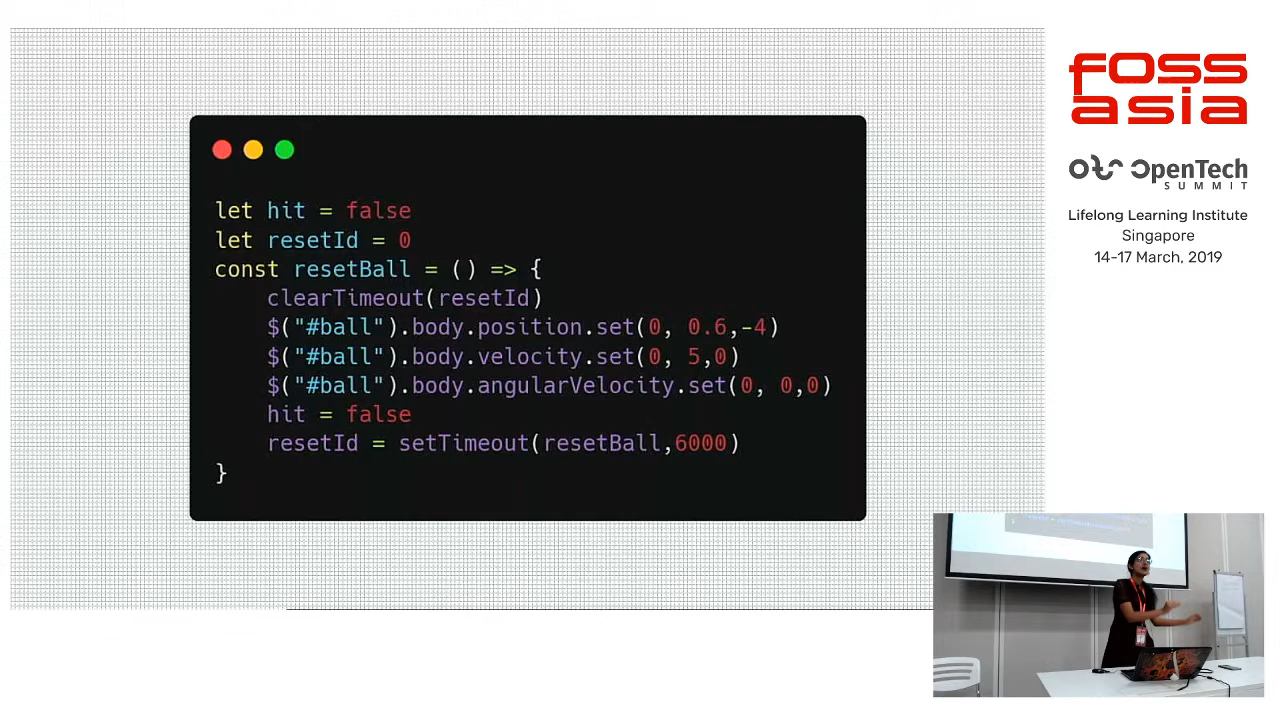 let hit = false
let resetId = 0
const resetBall = () => {
clearTimeout(resetId)
$("#ball").body.position.set(0, 0.6,-4)
$("#ball").body.velocity.set(0, 5,0)
$("#ball").body.angularVelocity.set(0, 0,0)
hit = false
resetId = setTimeout(resetBall,6000)
}
fOSS
asia
OpenTech
SUMMIT
Lifelong Learning Institute
Singapore
14-17 March, 2019